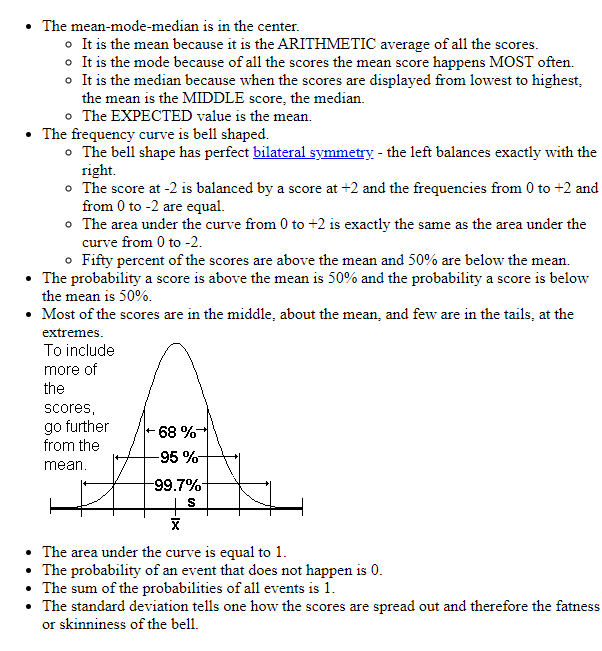 • The mean-mode-median is in the center.
◦ It is the mean because it is the ARITHMETIC average of all the scores.
◦ It is the mode because of all the scores the mean score happens MOST often.
◦ It is the median because when the scores are displayed from lowest to highest,
the mean is the MIDDLE score, the median.
◦ The EXPECTED value is the mean.
• The frequency curve is bell shaped.
◦ The bell shape has perfect bilateral symmetry - the left balances exactly with the
right.
◦ The score at -2 is balanced by a score at +2 and the frequencies from 0 to +2 and
from 0 to -2 are equal.
◦ The area under the curve from 0 to +2 is exactly the same as the area under the
curve from 0 to -2.
◦ Fifty percent of the scores are above the mean and 50% are below the mean.
• The probability a score is above the mean is 50% and the probability a score is below
the mean is 50%.
• Most of the scores are in the middle, about the mean, and few are in the tails, at the
extremes.
To include
more of
the
scores,
go further
from the
mean.
68 %
95 %
99.7%
s
x̅
• The area under the curve is equal to 1.
• The probability of an event that does not happen is 0.
• The sum of the probabilities of all events is 1.
• The standard deviation tells one how the scores are spread out and therefore the fatness
or skinniness of the bell.